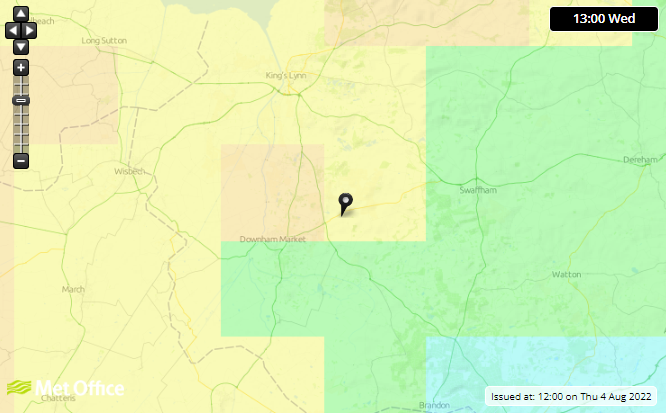 13:00 Wed
beach
Long Sutton
King's Lynn
Wisbech
Dereham
Swaffham
Downham Market
Watton
March
Met Office
Chatteris
Brandon
Issued at: 12:00 on Thu 4 Aug 2022